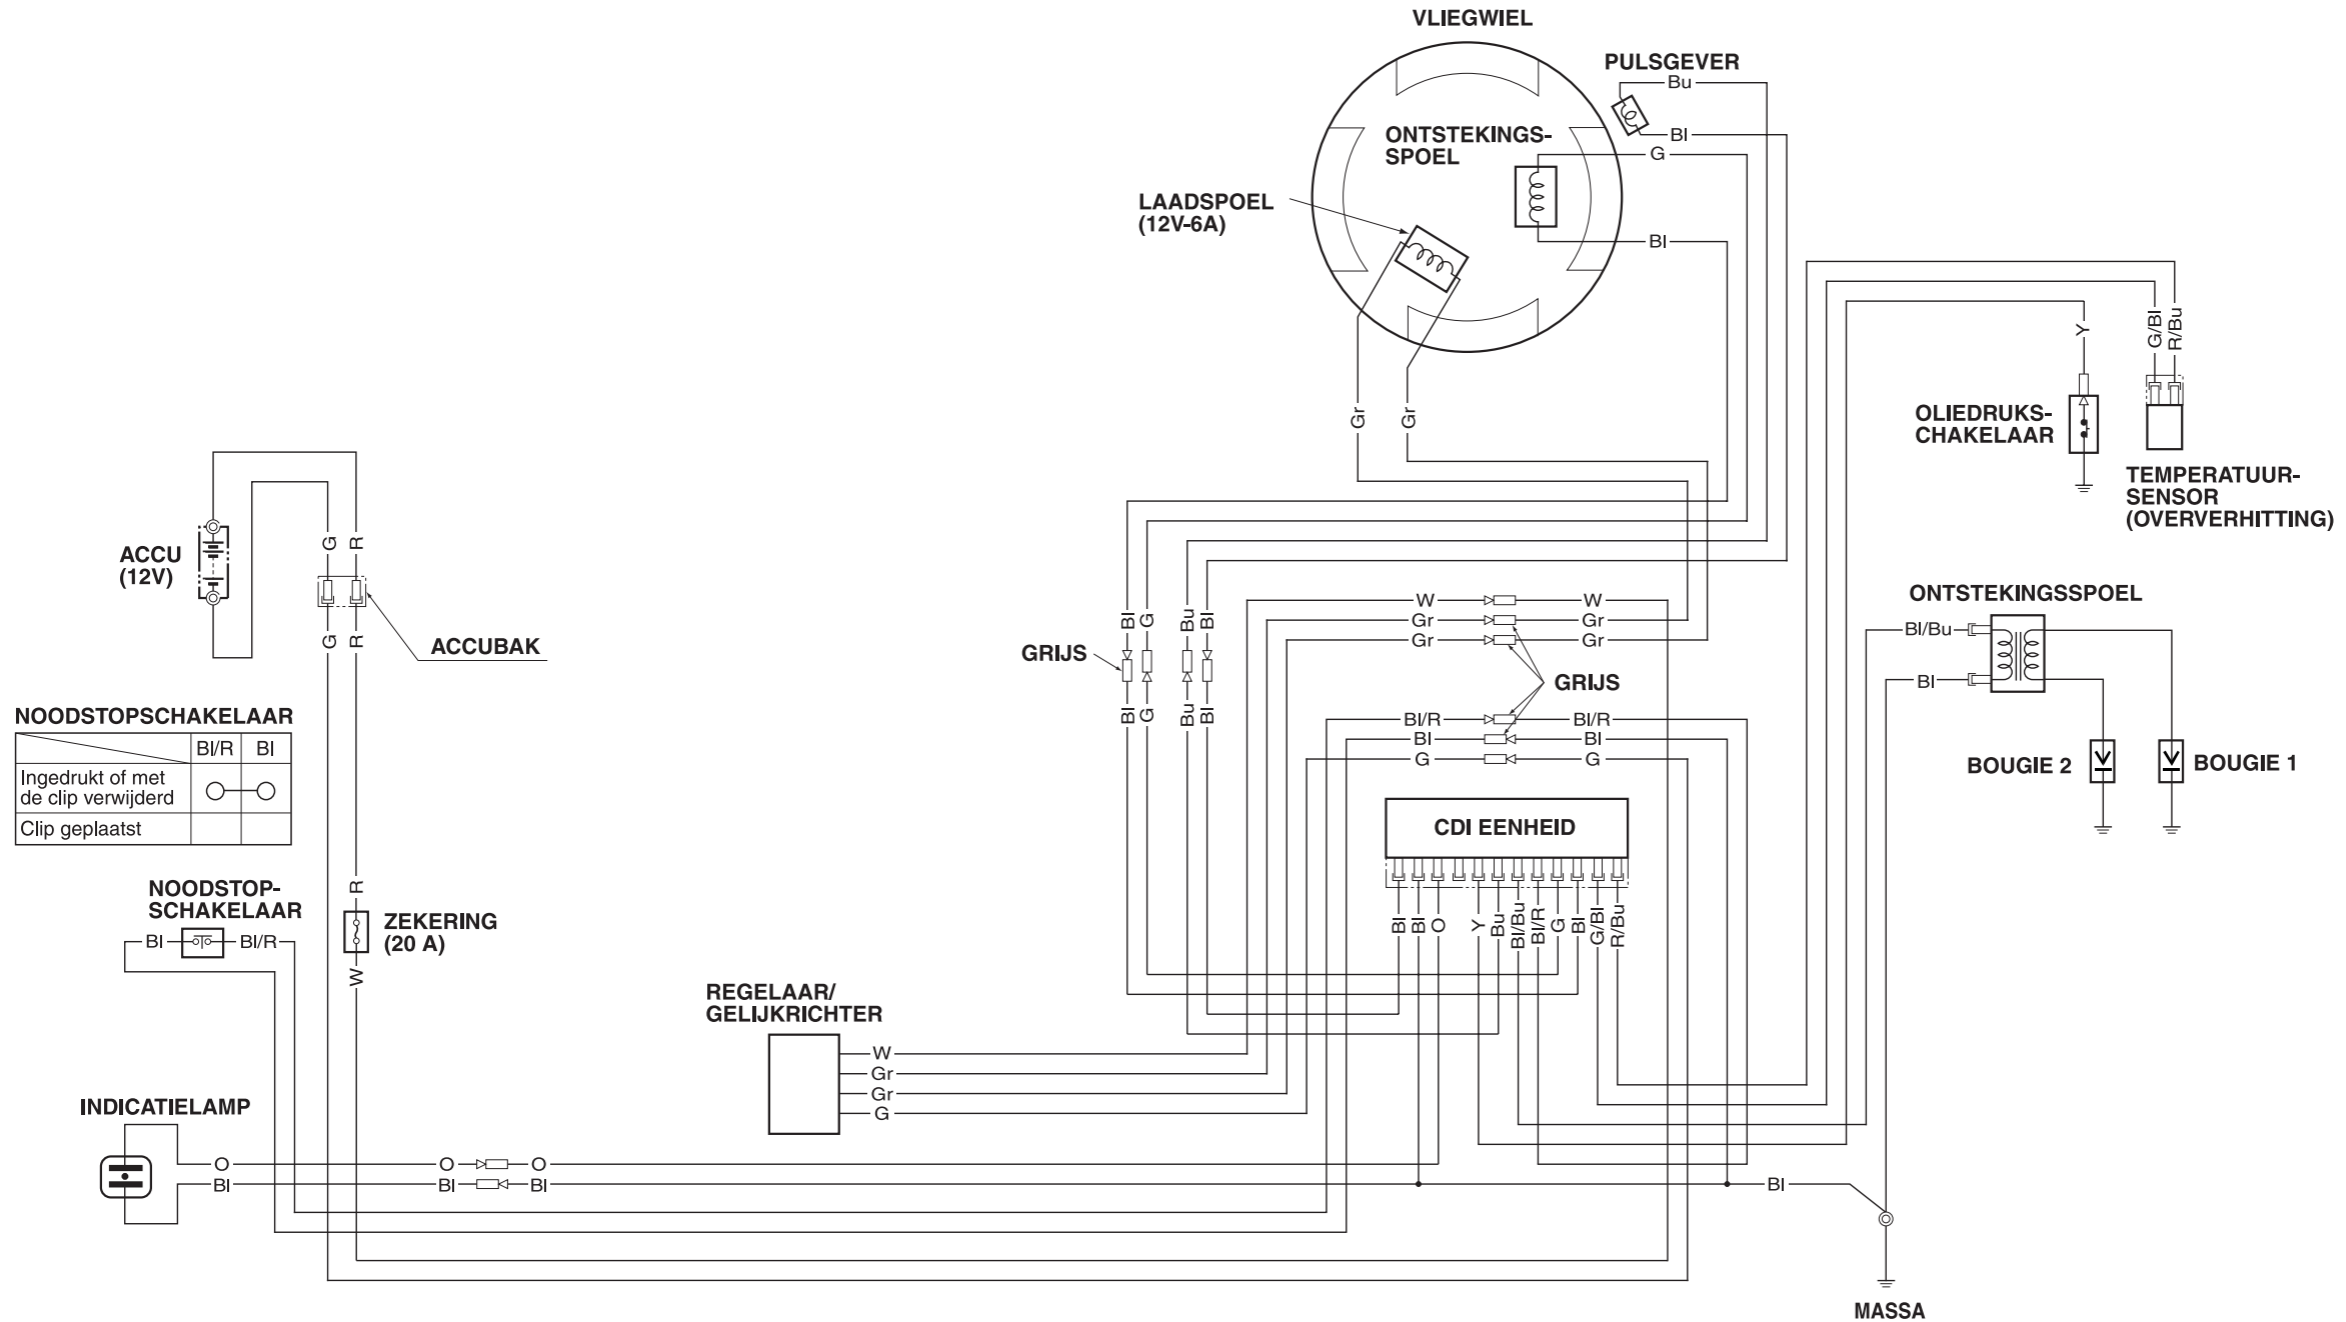 VLIEGWIEL
PULSGEVER
Bu
Bl
G
ONTSTEKINGS-
SPOEL
LAADSPOEL
(12V-6A)
Bl
Gr
Gr
Y
G/Bl
R/Bu
OLIEDRUKS-
CHAKELAAR
TEMPERATUUR-
SENSOR
(OVERVERHITTING)
ACCU
(12V)
G
R
G
R
ACCUBAK
Bl
G
Bu
Bl
GRIJS
Bl
G
Bu
Bl
W
W
Gr
Gr
Gr
Gr
GRIJS
Bl/R
Bl/R
Bl
Bl
G
G
ONTSTEKINGSSPOEL
Bl/Bu
Bl
BOUGIE 2
BOUGIE 1
NOODSTOPSCHAKELAAR
Bl/R
Bl
Ingedrukt of met
de clip verwijderd
Clip geplaatst
CDI EENHEID
Bl
Bl
O
Y
Bu
Bl/Bu
Bl/R
G
Bl
G/Bl
R/Bu
NOODSTOP-
SCHAKELAAR
Bl
Bl/R
R
ZEKERING
(20 A)
W
REGELAAR/
GELIJKRICHTER
W
Gr
Gr
G
INDICATIELAMP
O
O
O
Bl
Bl
Bl
Bl
MASSA